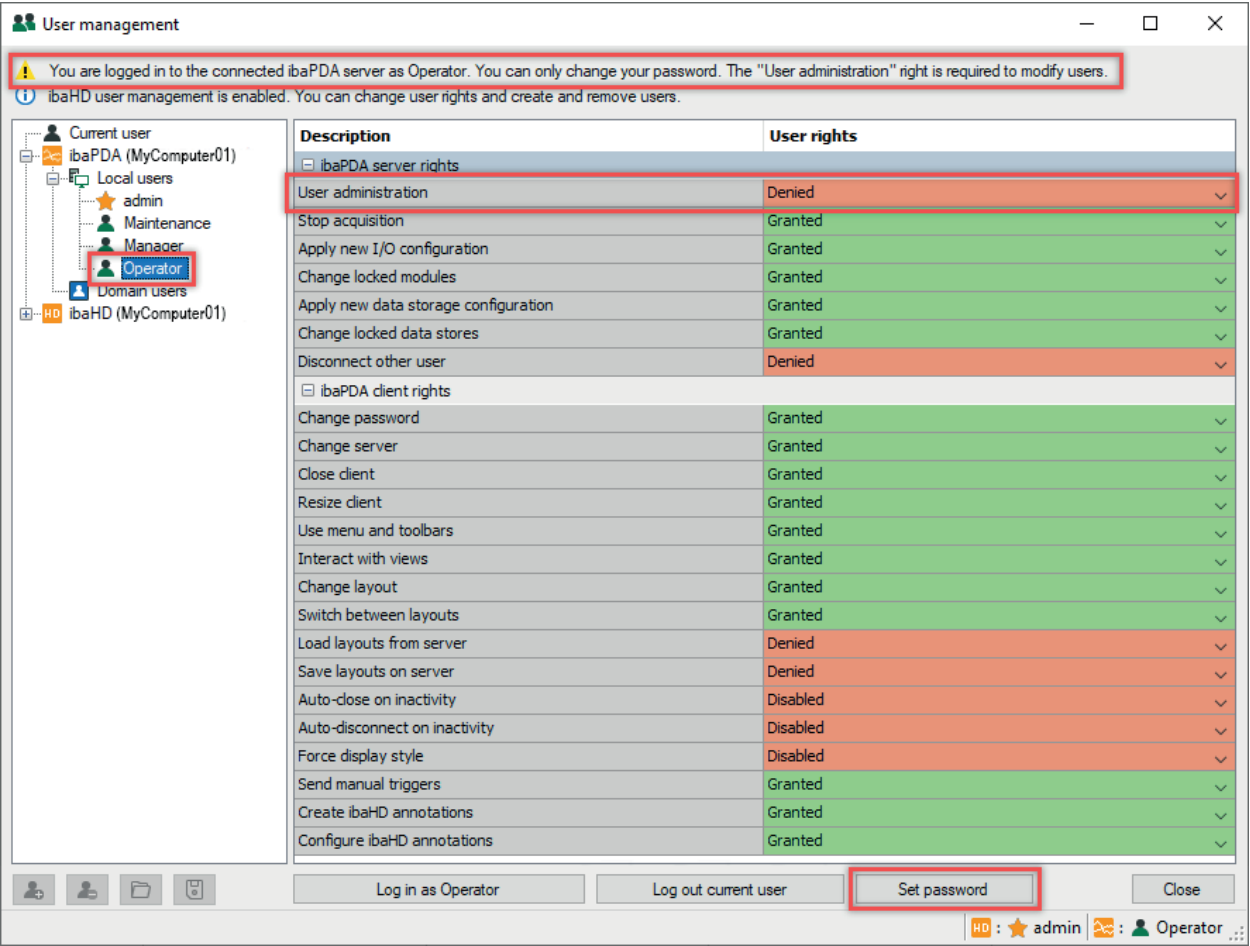 User management
You are logged in to the connected ibaPDA server as Operator. You can only change your password. The "User administration" right is required to modify users.
ibaHD user management is enabled. You can change user rights and create and remove users.
Current user
ibaPDA (MyComputer01)
Local users
admin
Maintenance
Manager
Operator
Domain users
HD ibaHD (MyComputer01)
Description User rights
ibaPDA server rights
User administration Denied
Stop acquisition Granted
Apply new I/O configuration Granted
Change locked modules Granted
Apply new data storage configuration Granted
Change locked data stores Granted
Disconnect other user Denied
ibaPDA client rights
Change password Granted
Change server Granted
Close client Granted
Resize client Granted
Use menu and toolbars Granted
Interact with views Granted
Change layout Granted
Switch between layouts Granted
Load layouts from server Denied
Save layouts on server Denied
Auto-close on inactivity Disabled
Auto-disconnect on inactivity Disabled
Force display style Disabled
Send manual triggers Granted
Create ibaHD annotations Granted
Configure ibaHD annotations Granted
Log in as Operator Log out current user Set password Close
HD : admin : Operator